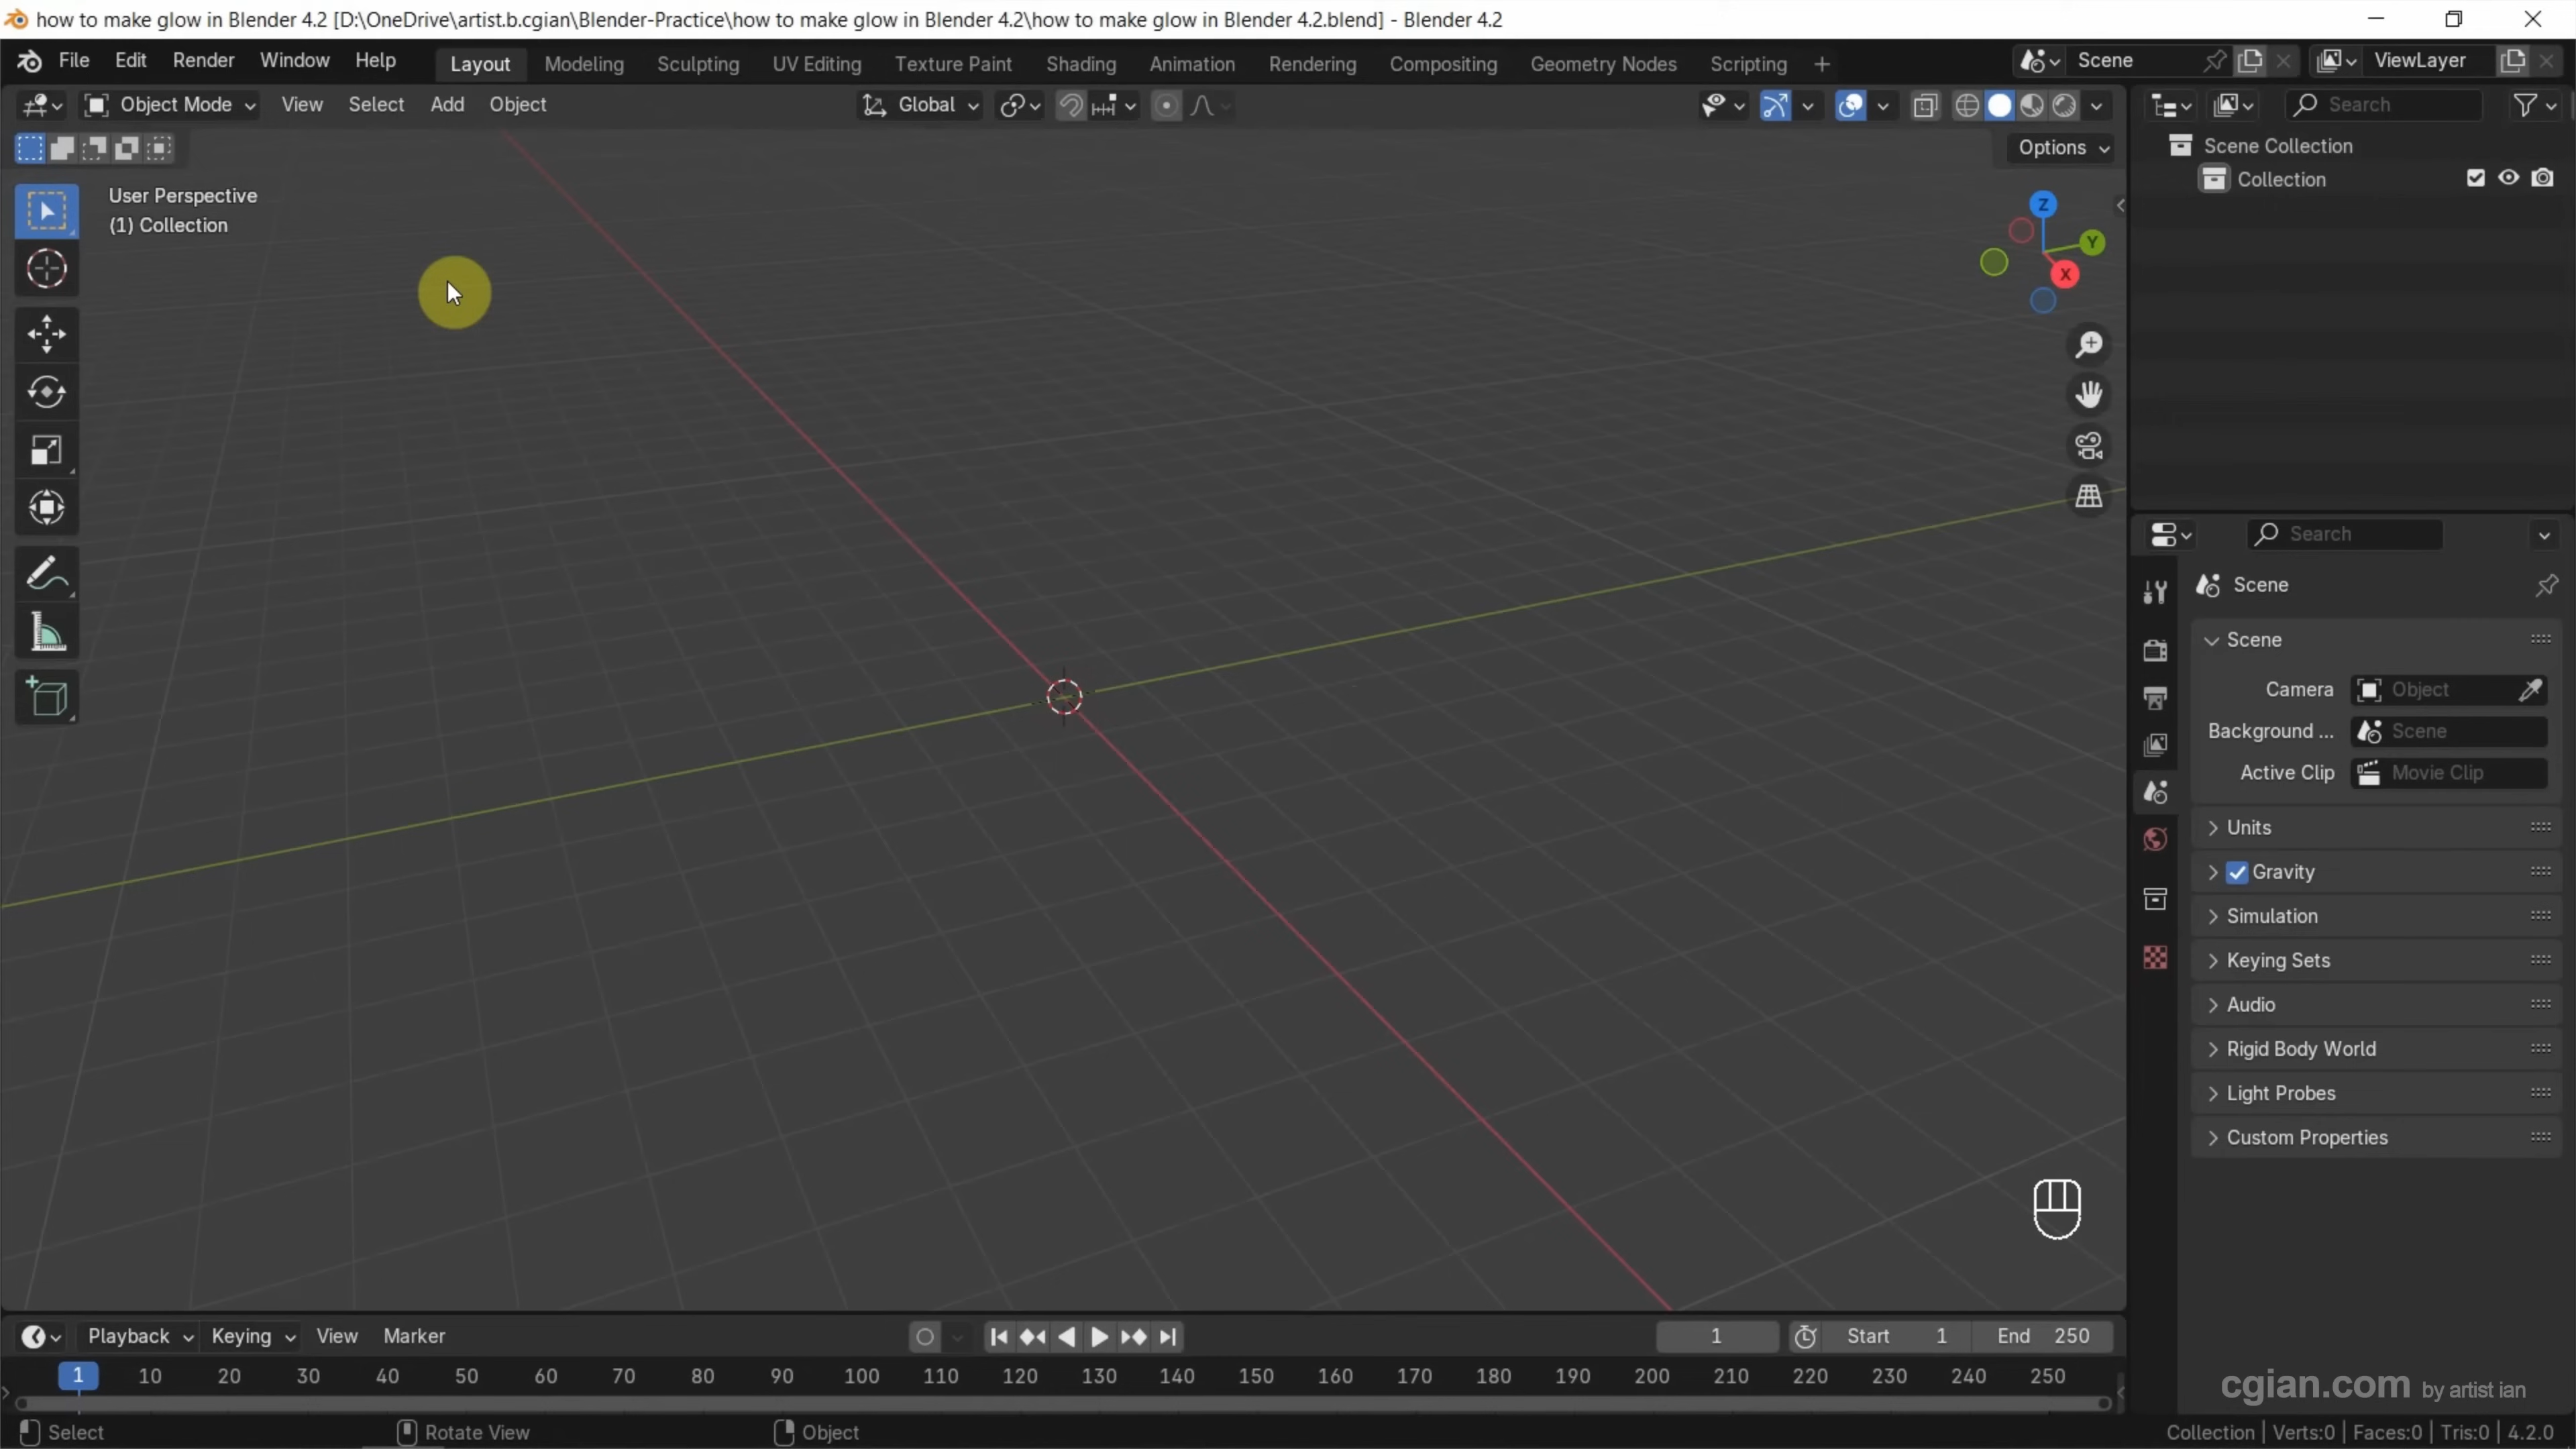 how to make glow in Blender 4.2 [D:\OneDrive\artist.b.cgian\Blender-Practice\how to make glow in Blender 4.2\how to make glow in Blender 4.2.blend] - Blender 4.2
File Edit Render Window Help Layout Modeling Sculpting UV Editing Texture Paint Shading Animation Rendering Compositing Geometry Nodes Scripting + Scene ViewLayer
Object Mode View Select Add Object Global Search
Options
Scene Collection
Collection
User Perspective
(1) Collection
Z
Y
X
Search
Scene
Scene
Camera Object
Background ... Scene
Active Clip Movie Clip
Units
Gravity
Simulation
Keying Sets
Audio
Rigid Body World
Light Probes
Custom Properties
Playback Keying View Marker 1 Start 1 End 250
1 10 20 30 40 50 60 70 80 90 100 110 120 130 140 150 160 170 180 190 200 210 220 230 240 250
cgian.com by artist ian
Select Rotate View Object Collection | Verts:0 | Faces:0 | Tris:0 | 4.2.0